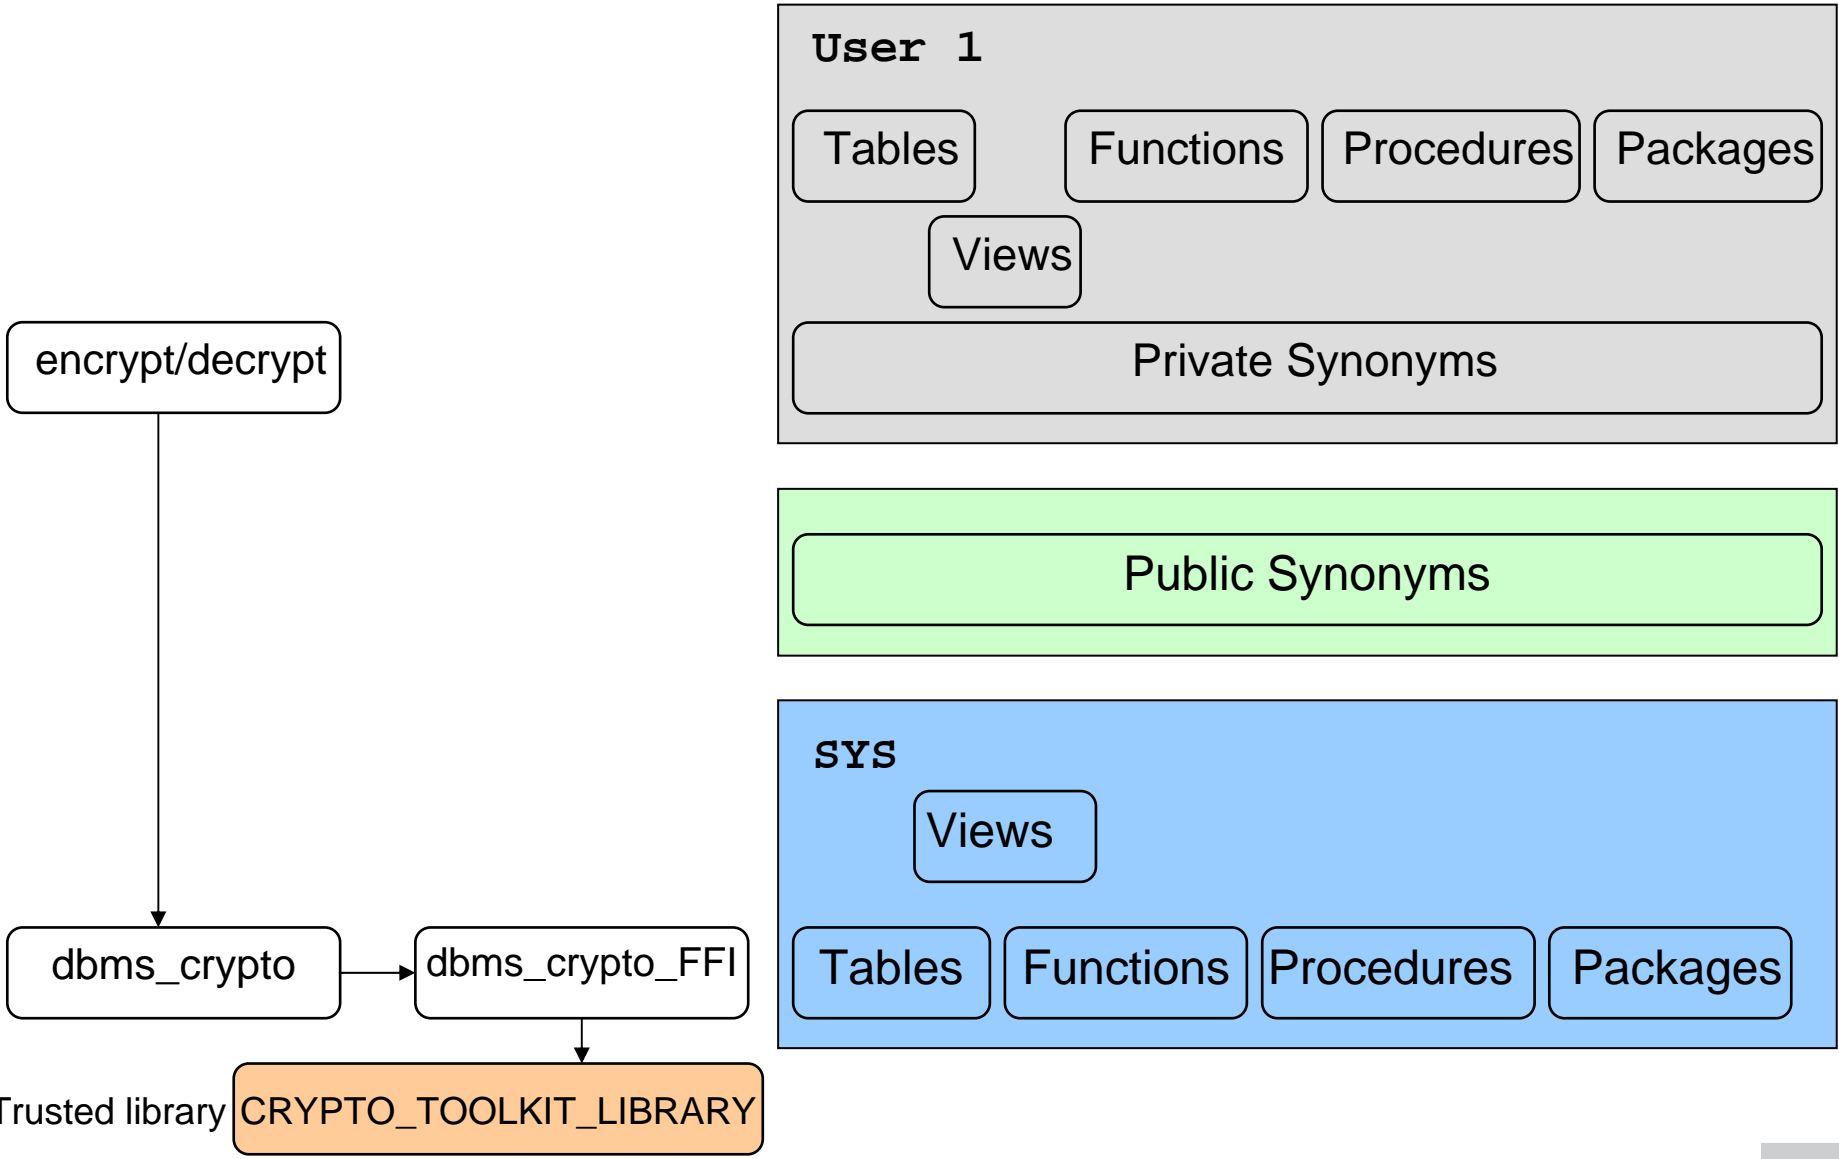 User 1
Tables
Functions
Procedures
Packages
Views
encrypt/decrypt
Private Synonyms
Public Synonyms
SYS
Views
dbms_crypto
dbms_crypto_FFI
Tables
Functions
Procedures
Packages
Trusted library
CRYPTO_TOOLKIT_LIBRARY